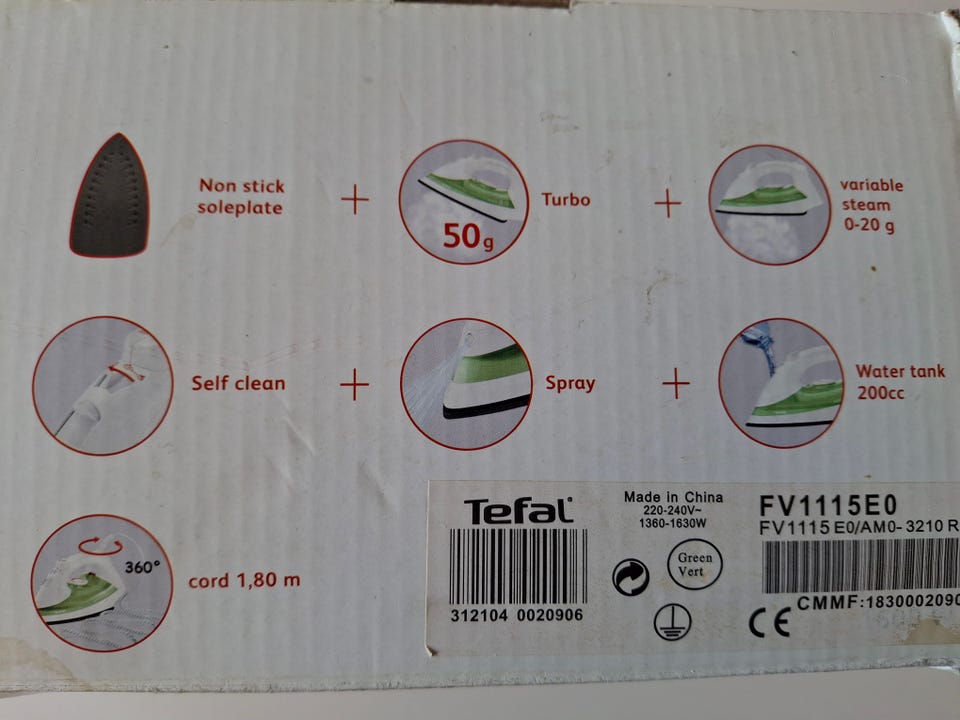 Non stick
soleplate
+
50g
Turbo
+
variable
steam
0-20 g
Self clean
+
Spray
+
Water tank
200cc
360°
cord 1,80 m
Tefal
312104 0020906
Made in China
220-240V~
1360-1630W
Green
Vert
FV1115E0
FV1115 E0/AM0- 3210 R
CMMF:1830002090
CE